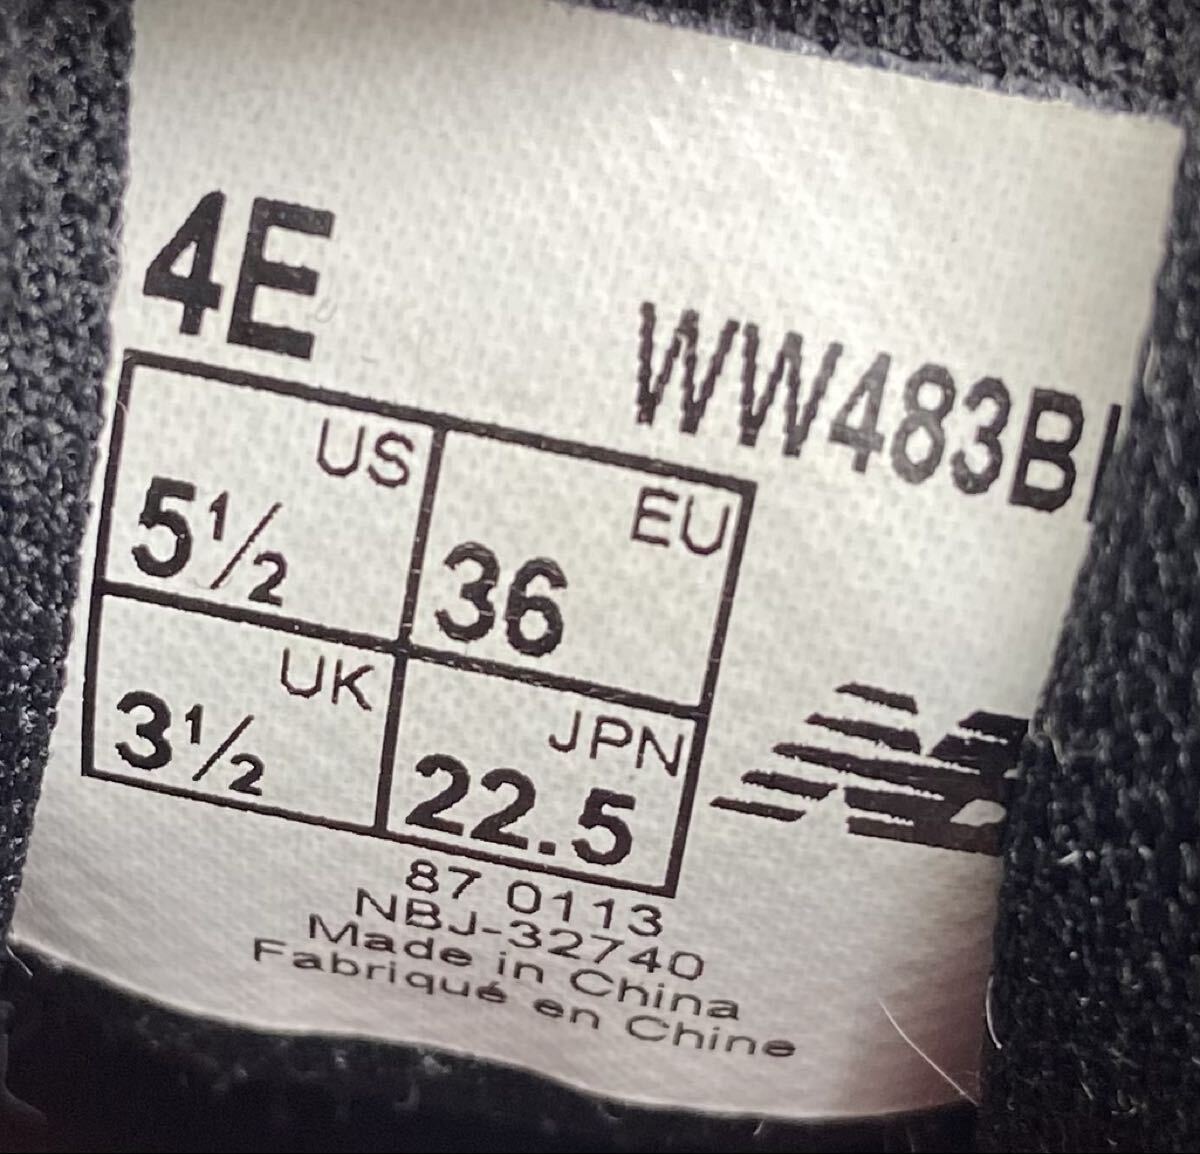 4E
WW483B
US
5½
EU
36
UK
3½
JPN
22.5
87 0113
NBJ-32740
Made in China
Fabriqué en Chine